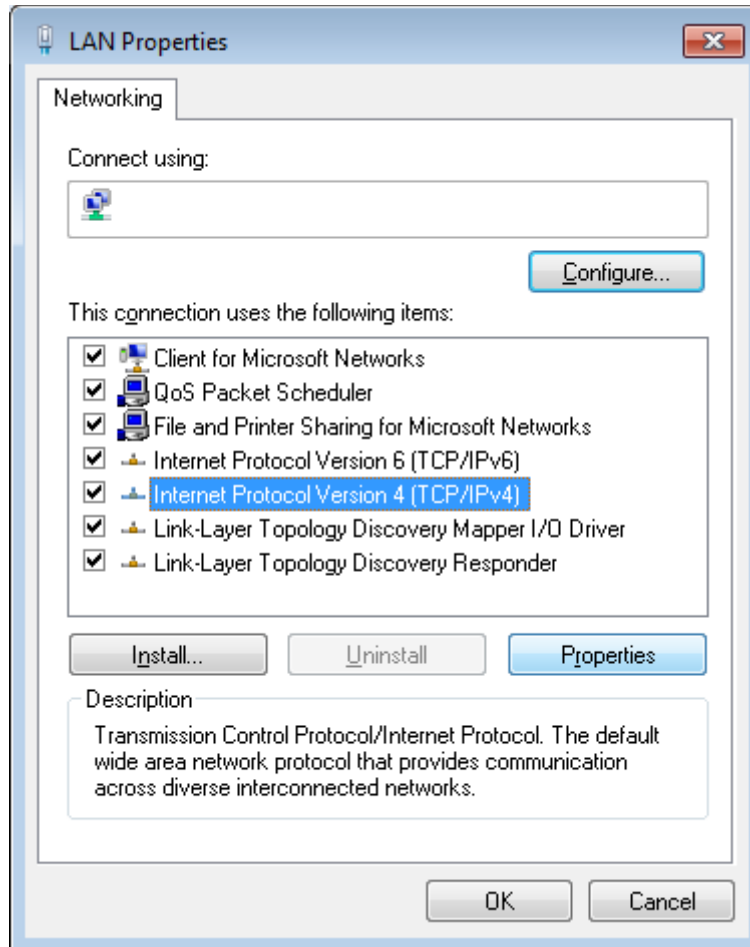 LAN Properties
Networking
Connect using:
Configure...
This connection uses the following items:
Client for Microsoft Networks
QoS Packet Scheduler
File and Printer Sharing for Microsoft Networks
Internet Protocol Version 6 (TCP/IPv6)
Internet Protocol Version 4 (TCP/IPv4)
Link-Layer Topology Discovery Mapper I/O Driver
Link-Layer Topology Discovery Responder
Install...
Uninstall
Properties
Description
Transmission Control Protocol/Internet Protocol. The default
wide area network protocol that provides communication
across diverse interconnected networks.
OK
Cancel